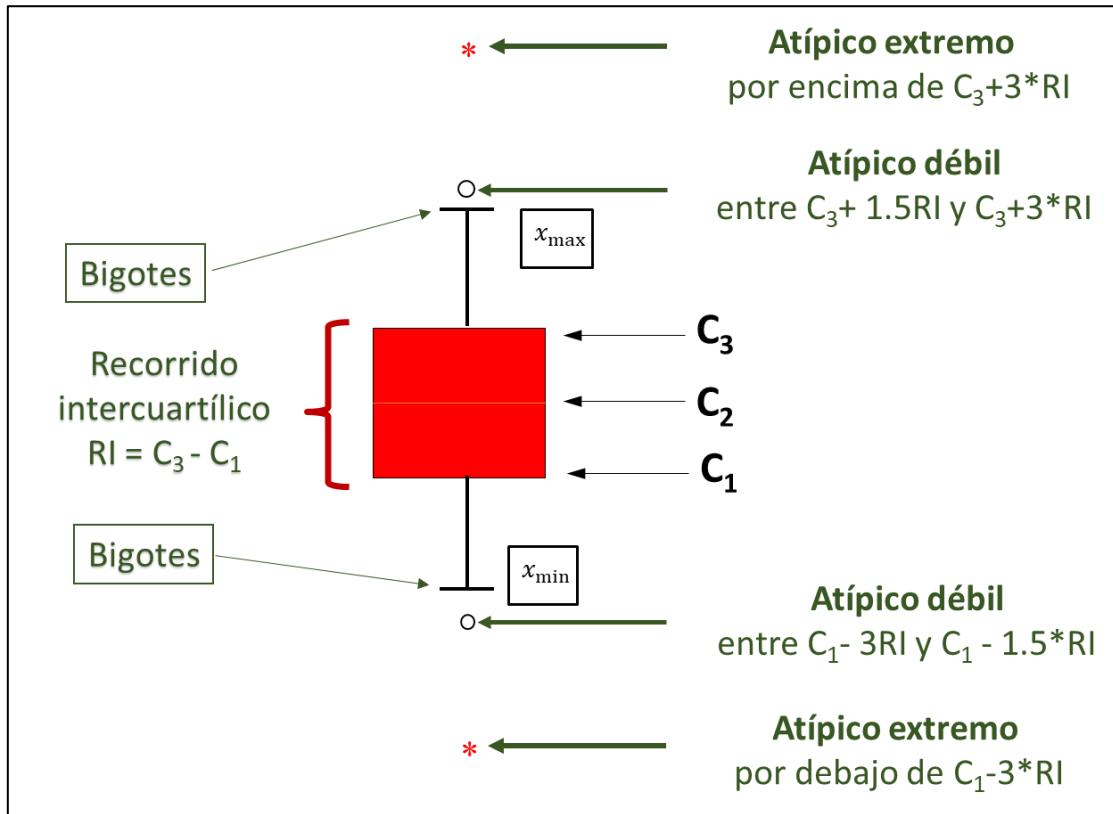 *
Atípico extremo
por encima de C₃+3*RI
Atípico débil
entre C₃+ 1.5RI y C₃+3*RI
x_max
Bigotes
C₃
Recorrido
intercuartílico
RI = C₃ - C₁
C₂
C₁
Bigotes
x_min
Atípico débil
entre C₁- 3RI y C₁ - 1.5*RI
*
Atípico extremo
por debajo de C₁-3*RI